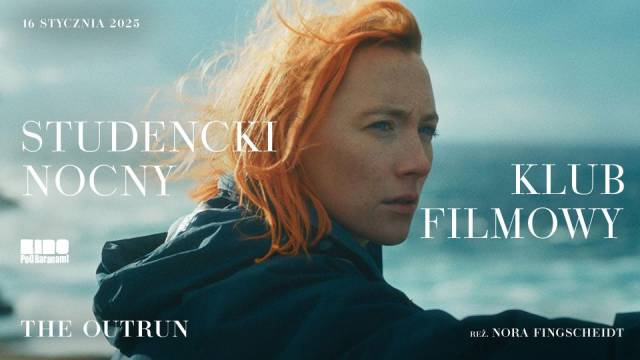 16 STYCZNIA 2025
STUDENCKI
NOCNY
KLUB
FILMOWY
KINO
Pod Baranami
THE OUTRUN
REŻ. NORA FINGSCHEIDT